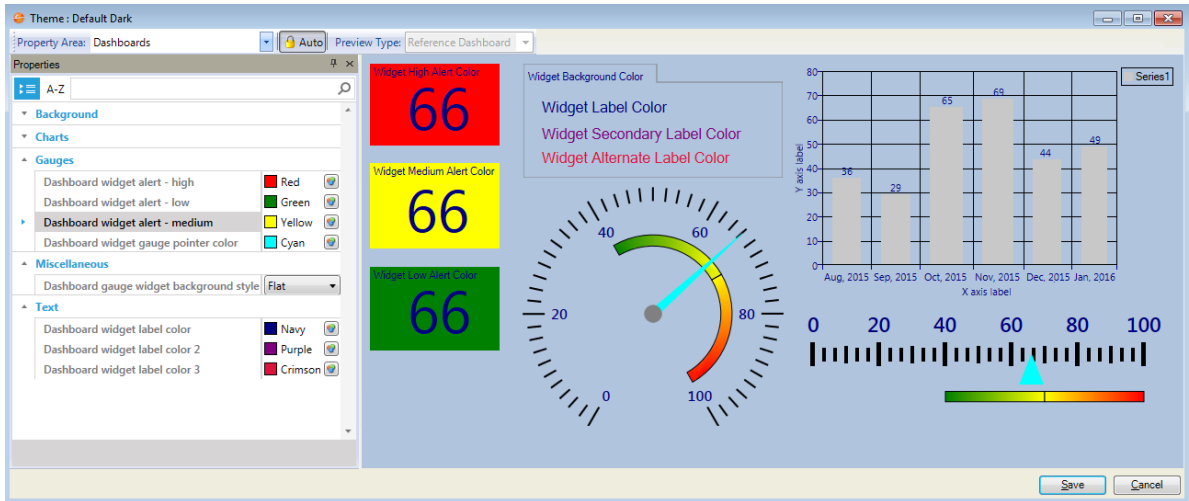 Theme : Default Dark
Property Area: Dashboards Auto Preview Type: Reference Dashboard
Properties
A-Z
Background
Charts
Gauges
Dashboard widget alert - high Red
Dashboard widget alert - low Green
Dashboard widget alert - medium Yellow
Dashboard widget gauge pointer color Cyan
Miscellaneous
Dashboard gauge widget background style Flat
Text
Dashboard widget label color Navy
Dashboard widget label color 2 Purple
Dashboard widget label color 3 Crimson
Widget High Alert Color
66
Widget Medium Alert Color
66
Widget Low Alert Color
66
Widget Background Color
Widget Label Color
Widget Secondary Label Color
Widget Alternate Label Color
40 60
20 80
0 100
Series1
Y axis label
80
70
60
50
40
30
20
10
0
36 29 65 69 44 49
Aug, 2015 Sep, 2015 Oct, 2015 Nov, 2015 Dec, 2015 Jan, 2016
X axis label
0 20 40 60 80 100
Save Cancel